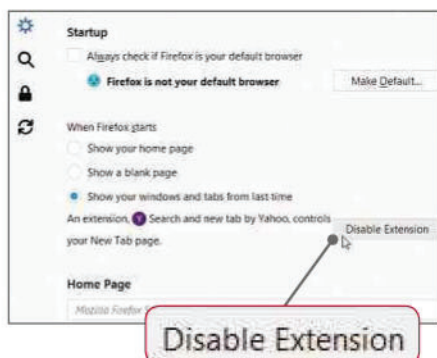 Startup
Always check if Firefox is your default browser
Firefox is not your default browser
Make Default...
When Firefox starts
Show your home page
Show a blank page
Show your windows and tabs from last time
An extension, Search and new tab by Yahoo, controls
your New Tab page.
Disable Extension
Home Page
Mozilla Firefox
Disable Extension